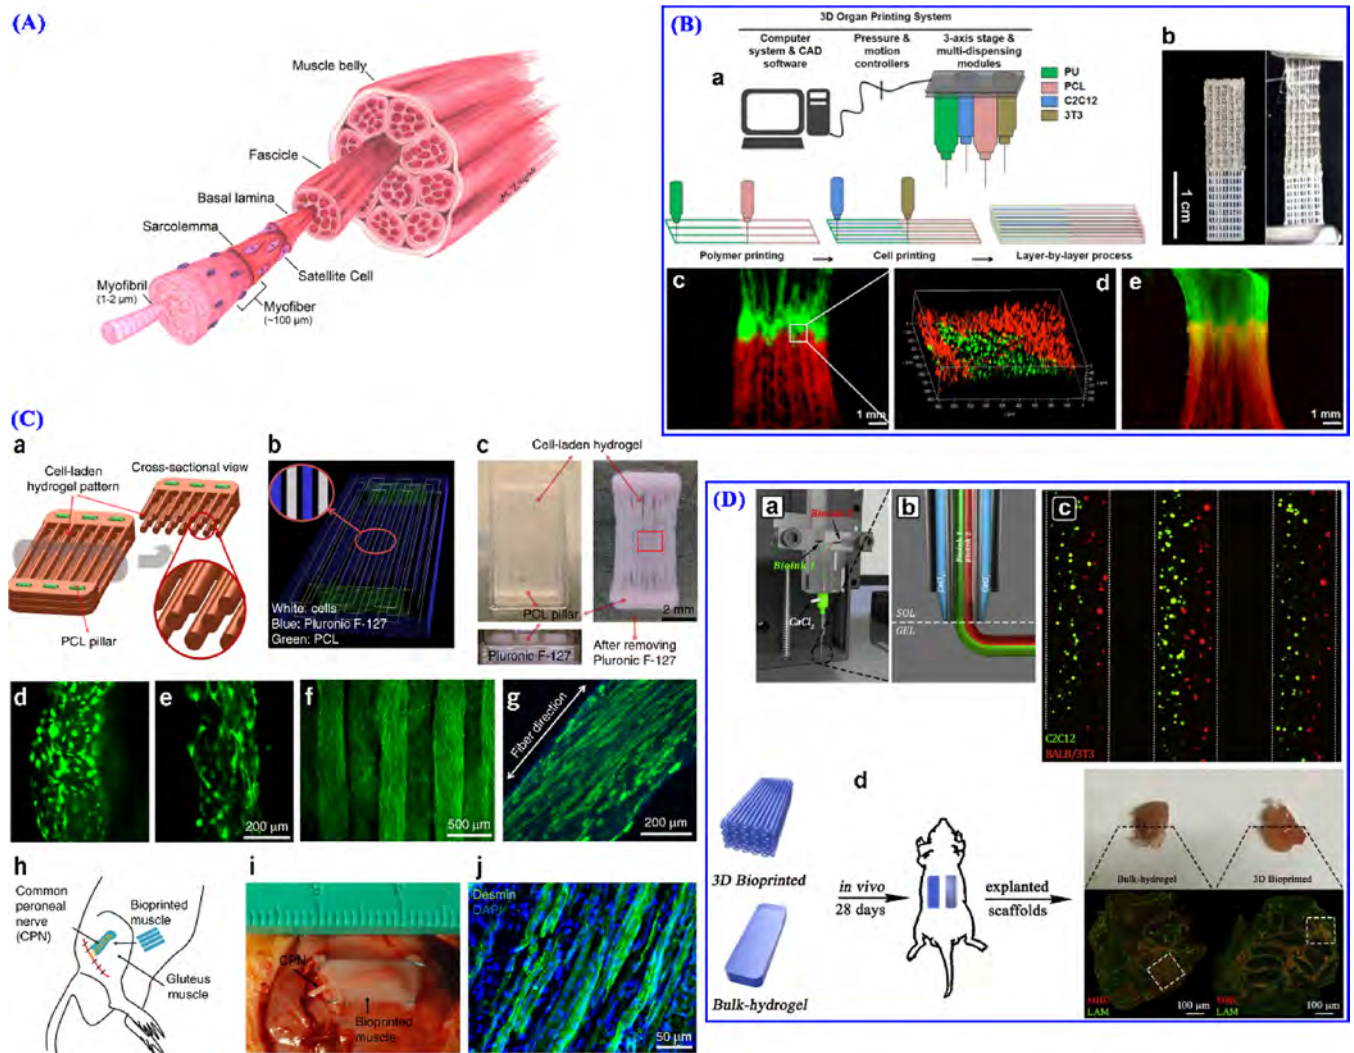 (A)
Muscle belly
Fascicle
Basal lamina
Sarcolemma
Satellite Cell
Myofibril
(1-2 µm)
Myofiber
(~100 µm)
(B)
3D Organ Printing System
Computer
system & CAD
software
Pressure &
motion
controllers
3-axis stage &
multi-dispensing
modules
a
PU
PCL
C2C12
3T3
b
1 cm
Polymer printing
Cell printing
Layer-by-layer process
c
1 mm
d
e
1 mm
(C)
a
Cell-laden
hydrogel pattern
Cross-sectional view
PCL pillar
b
White: cells
Blue: Pluronic F-127
Green: PCL
c
Cell-laden hydrogel
PCL pillar
2 mm
Pluronic F-127
After removing
Pluronic F-127
d
e
200 µm
f
500 µm
g
Fiber direction
200 µm
h
Common
peroneal
nerve
(CPN)
Bioprinted
muscle
Gluteus
muscle
i
CPN
Bioprinted
muscle
j
Desmin
DAPI
50 µm
(D)
a
Bioink 1
CaCl2
b
Bioink 1
Bioink 2
CaCl2
CaCl2
SOL
GEL
c
C2C12
BALB/3T3
d
3D Bioprinted
Bulk-hydrogel
in vivo
28 days
explanted
scaffolds
Bulk-hydrogel
3D Bioprinted
LAM
100 µm
LAM
100 µm